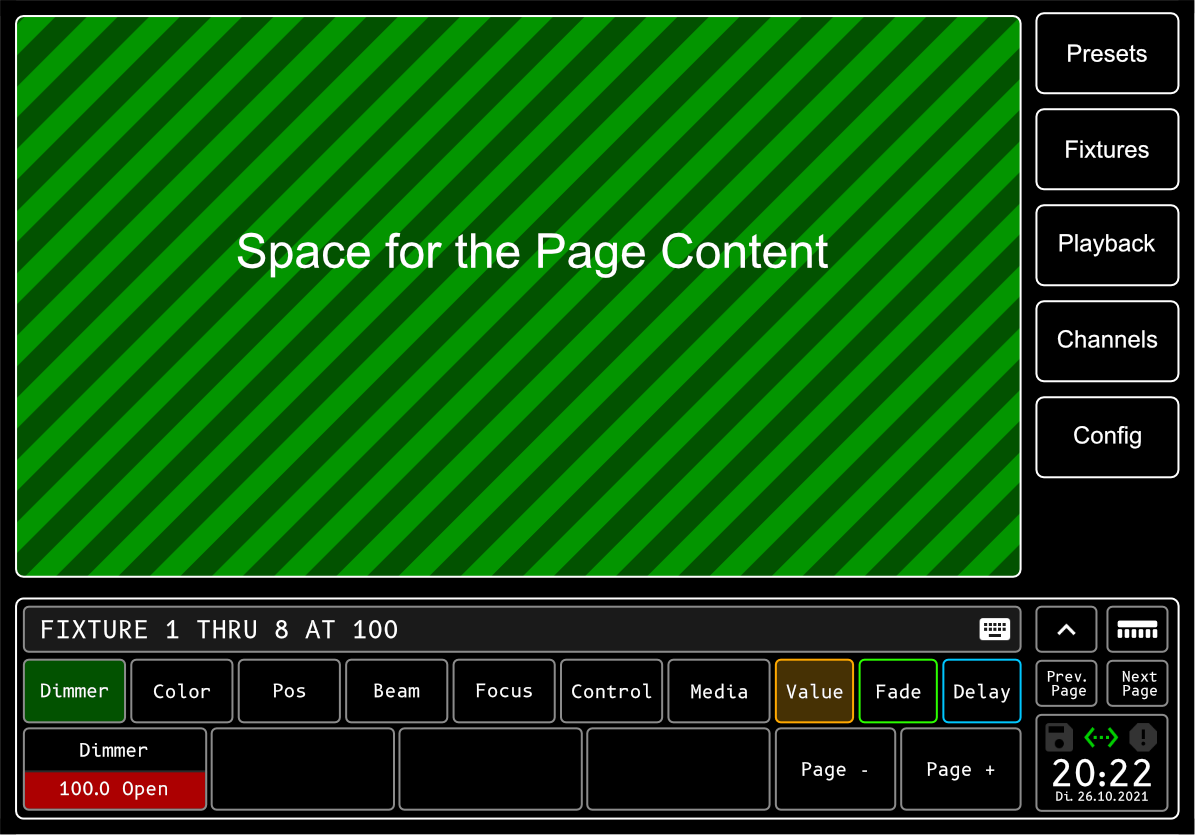 Presets
Fixtures
Space for the Page Content
Playback
Channels
Config
FIXTURE 1 THRU 8 AT 100
Dimmer
Color
Pos
Beam
Focus
Control
Media
Value
Fade
Delay
Prev.
Page
Next
Page
Dimmer
100.0 Open
Page -
Page +
20:22
Di. 26.10.2021